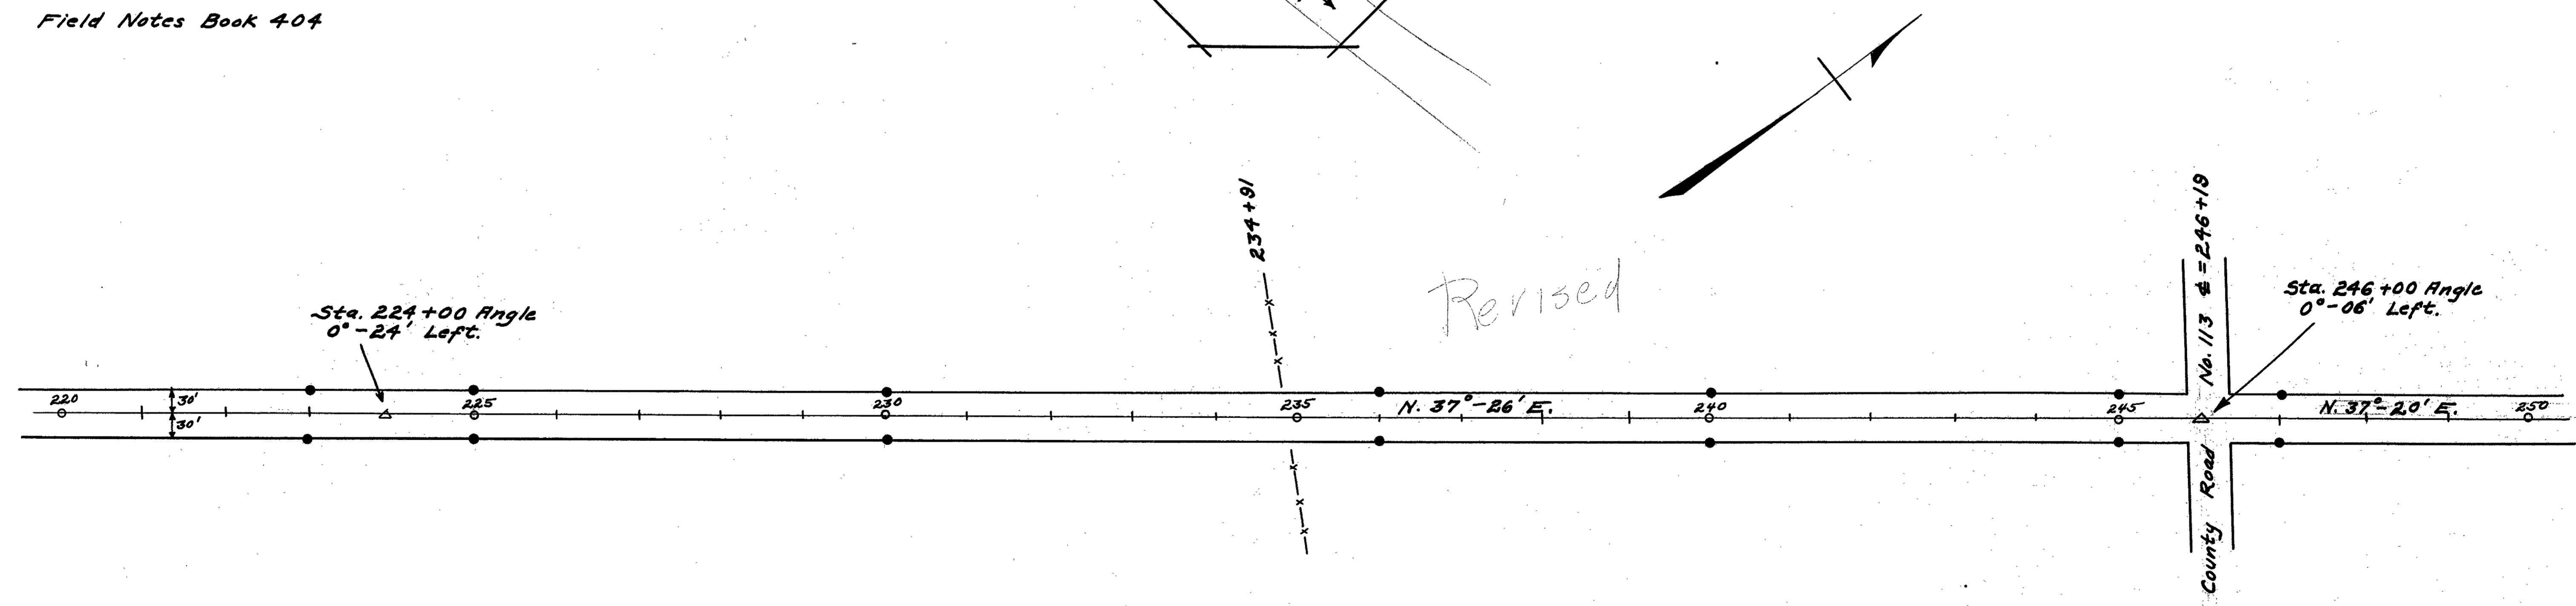 Field Notes Book 404
234+91
Revised
No. 113 ℄=246+19
Sta. 224+00 Angle
0°-24' Left.
Sta. 246+00 Angle
0°-06' Left.
220
30'
30'
225
230
235
N. 37°-26' E.
240
245
N. 37°-20' E.
250
County Road